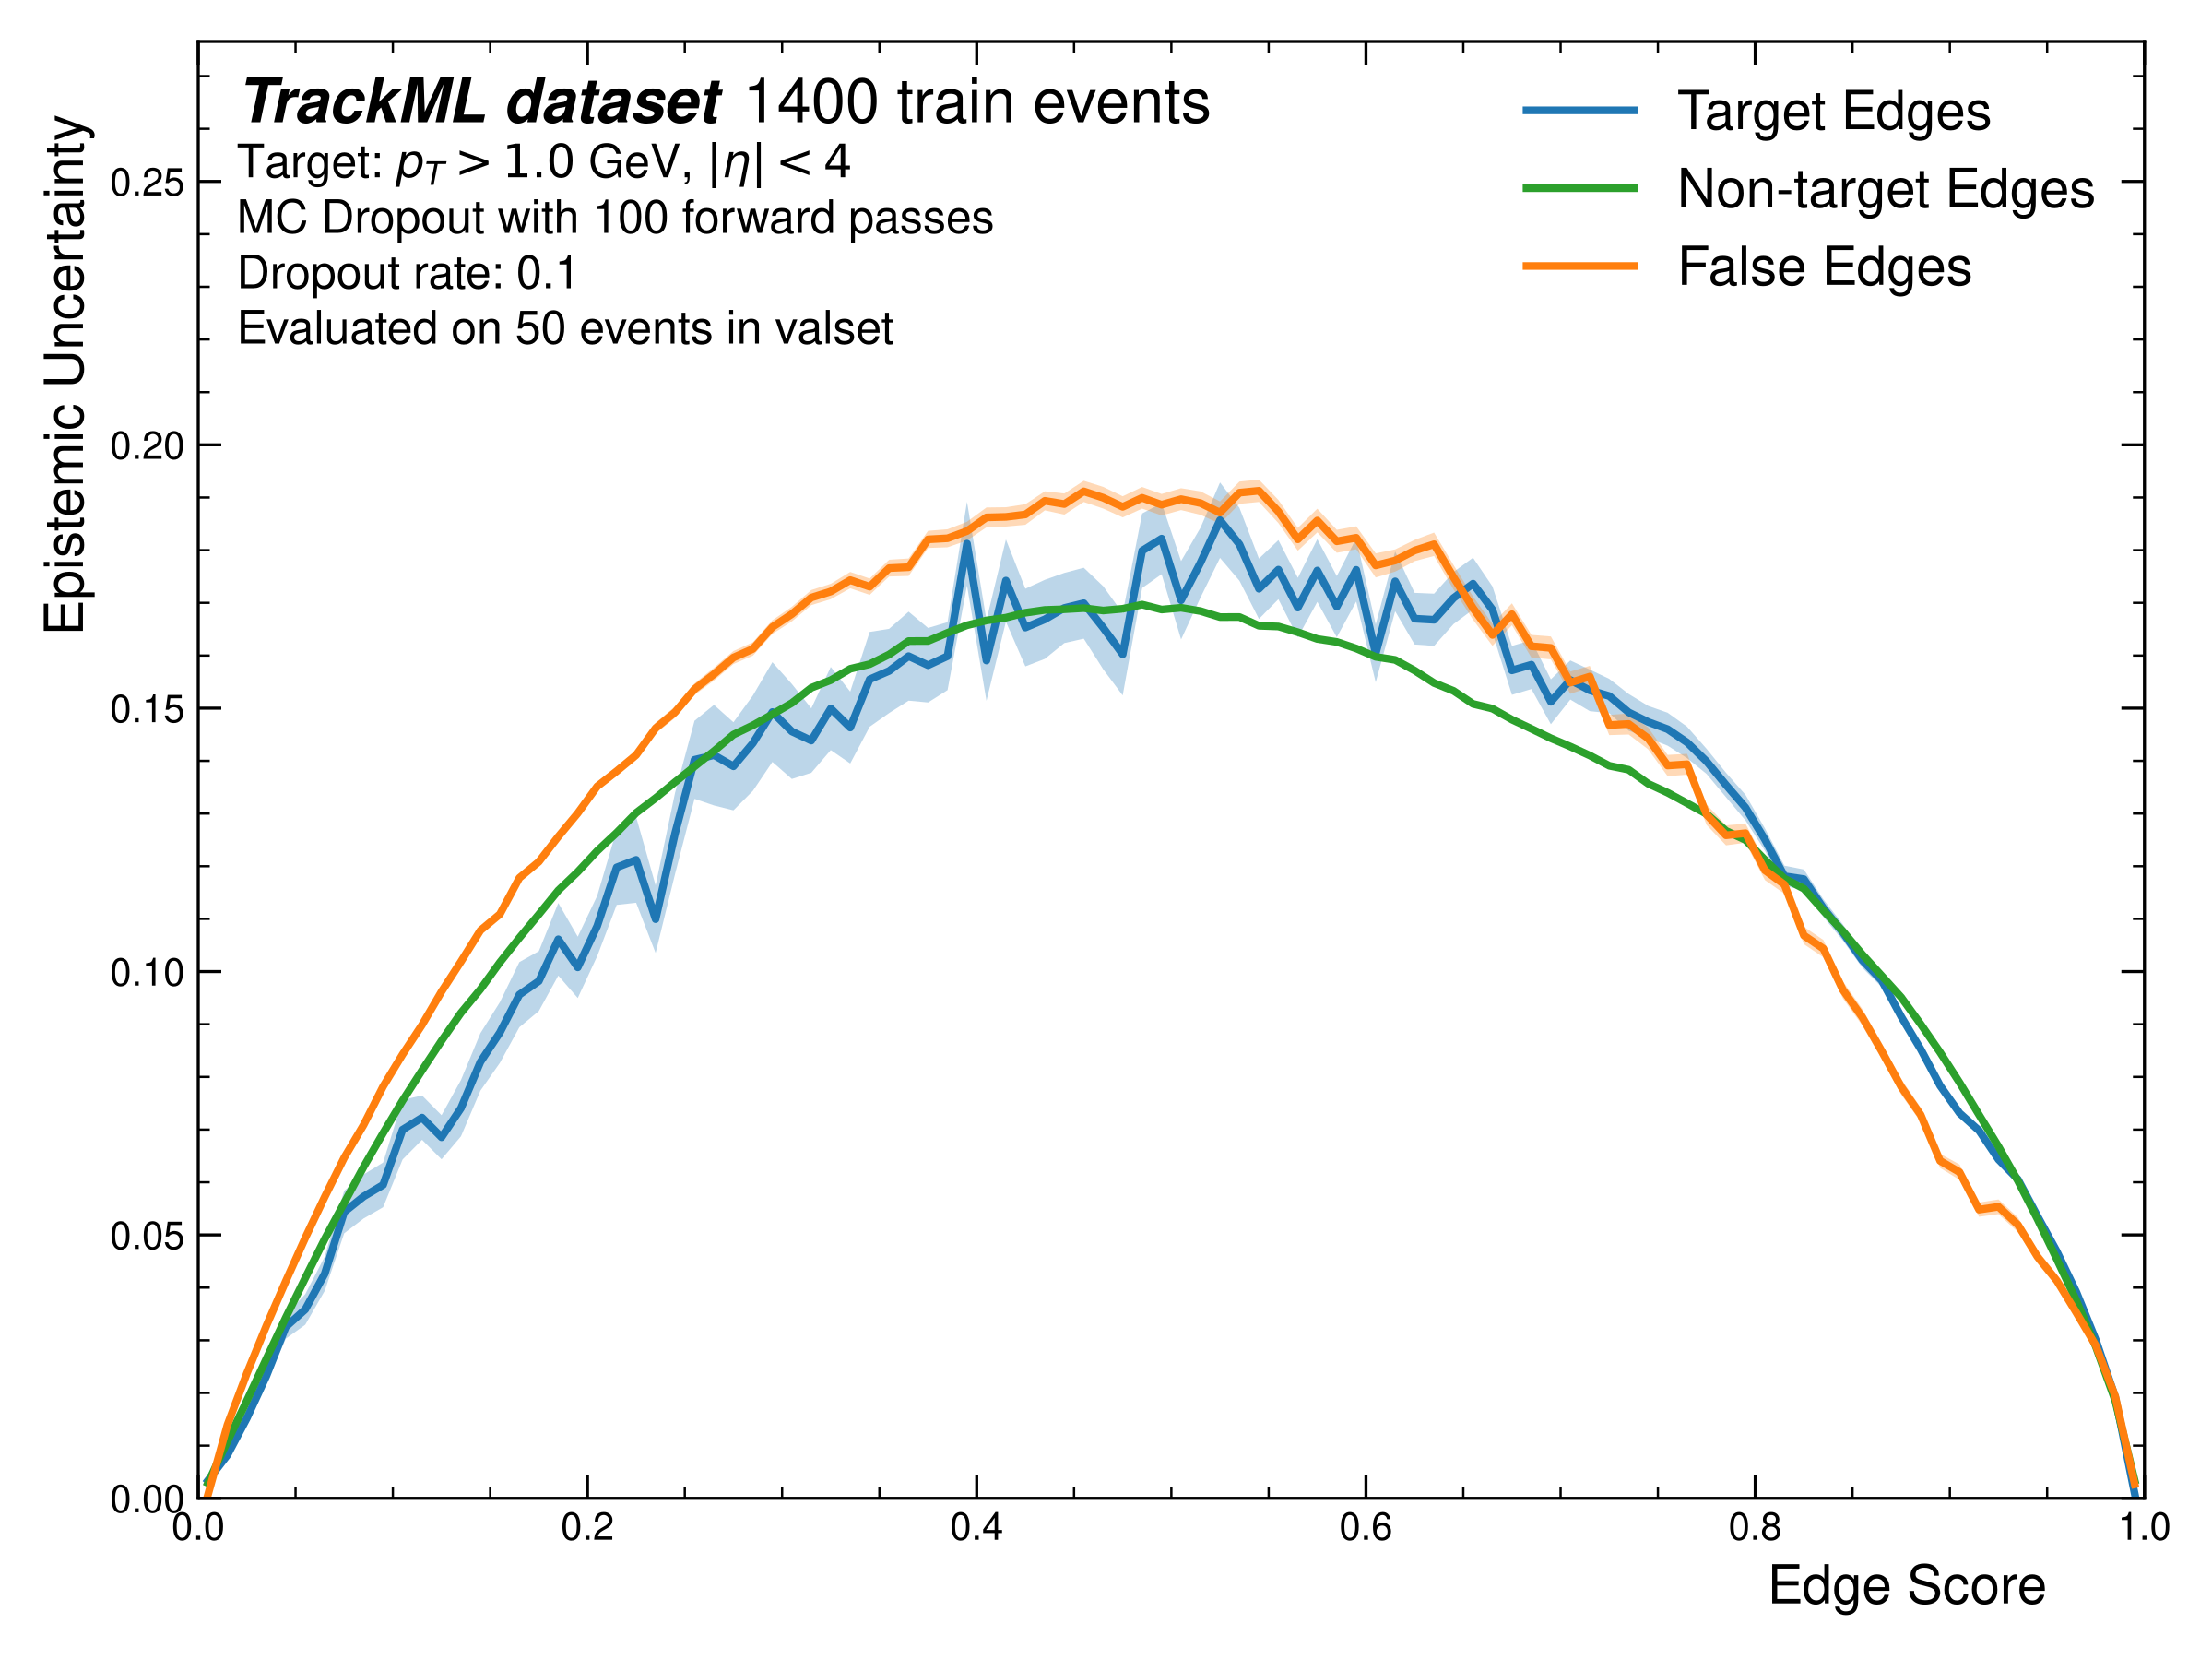 TrackML dataset 1400 train events
Target: p_T > 1.0 GeV, |η| < 4
MC Dropout with 100 forward passes
Dropout rate: 0.1
Evaluated on 50 events in valset
Target Edges
Non-target Edges
False Edges
Epistemic Uncertainty
0.25
0.20
0.15
0.10
0.05
0.00
0.0 0.2 0.4 0.6 0.8 1.0
Edge Score